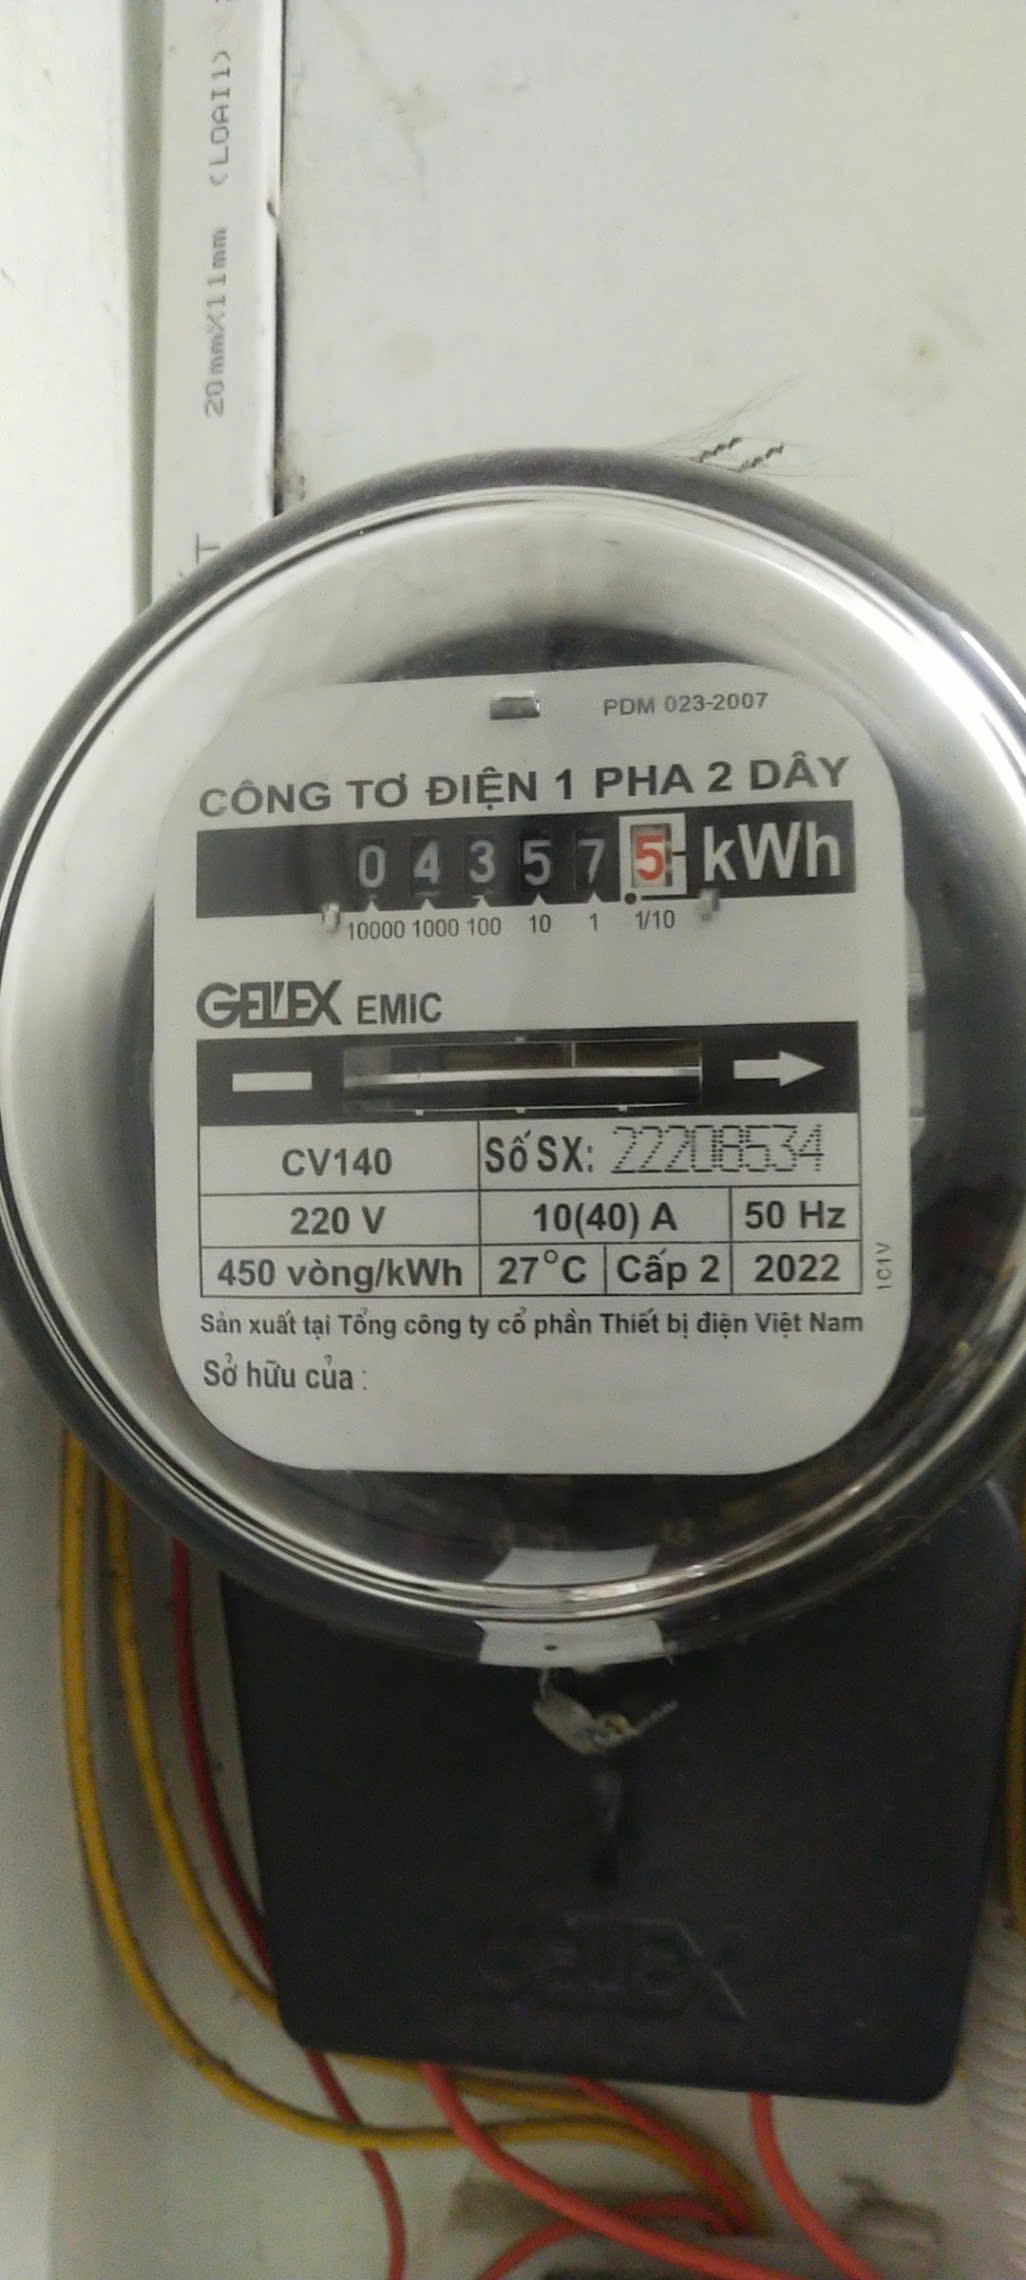 20mmX11mm (LOAI1)
PDM 023-2007
CÔNG TƠ ĐIỆN 1 PHA 2 DÂY
0 4 3 5 7 5 kWh
10000 1000 100 10 1 1/10
GELEX EMIC
CV140 Số SX: 22208534
220 V 10(40) A 50 Hz
450 vòng/kWh 27°C Cấp 2 2022
1C1V
Sản xuất tại Tổng công ty cổ phần Thiết bị điện Việt Nam
Sở hữu của :
GELEX